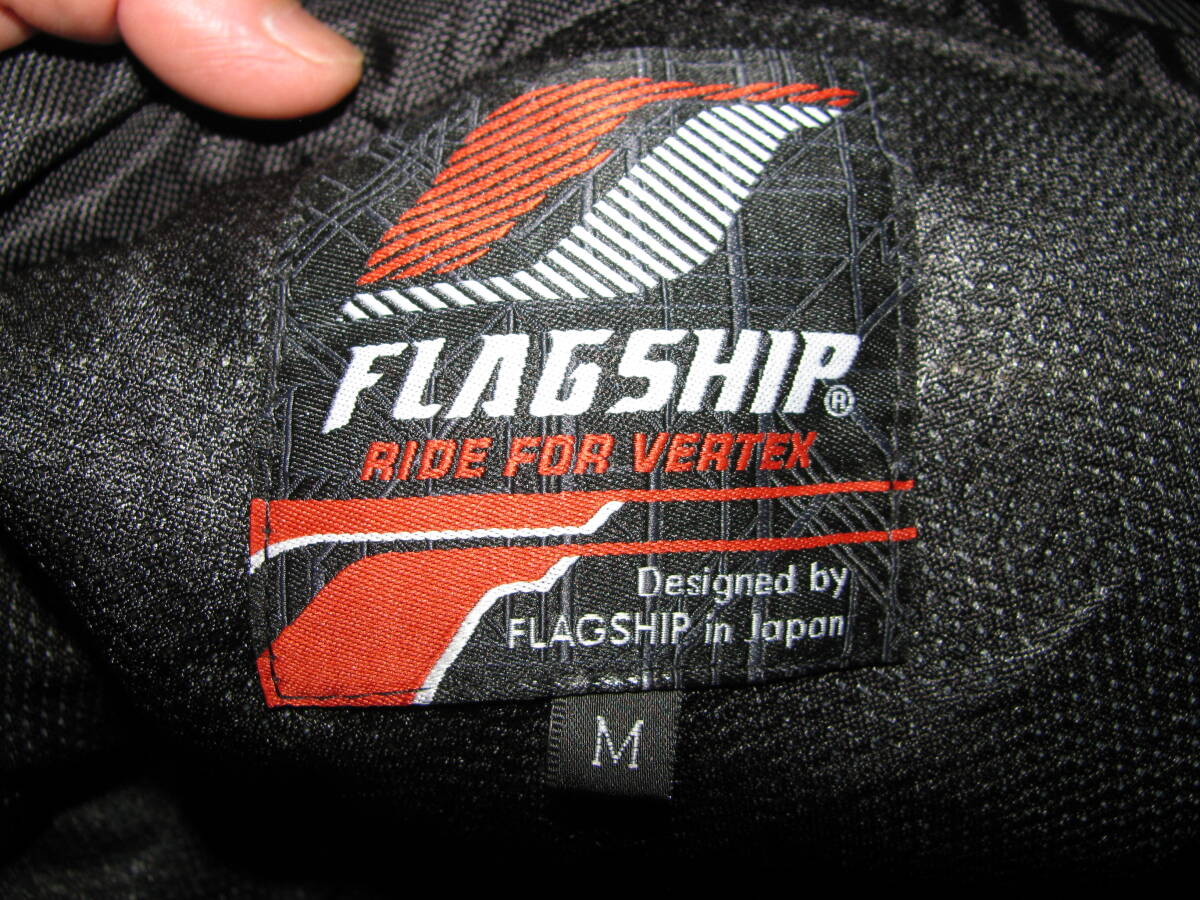 FLAGSHIP®
RIDE FOR VERTEX
Designed by
FLAGSHIP in Japan
M